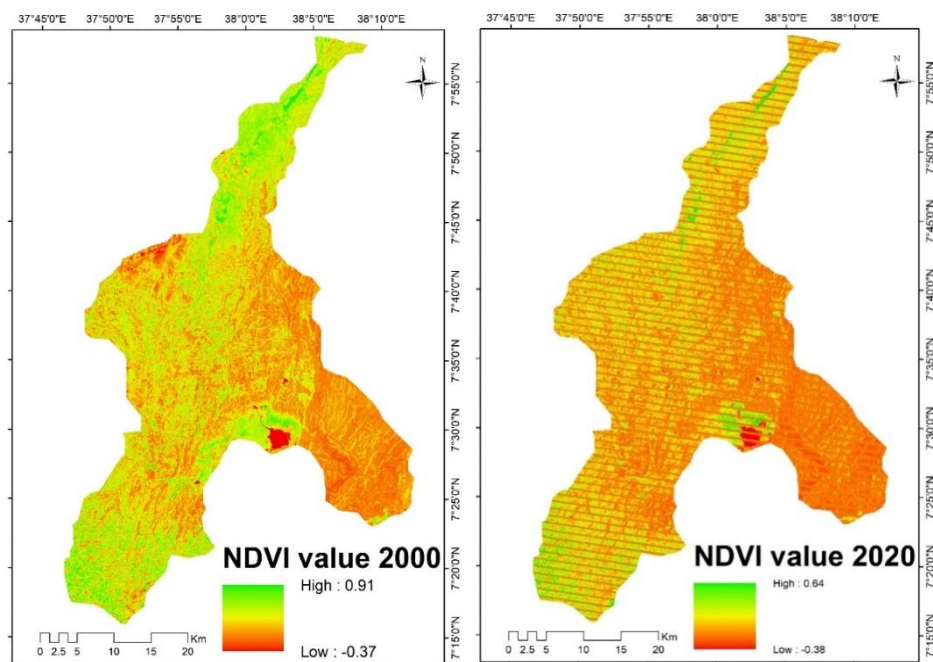 37°45'0"E 37°50'0"E 37°55'0"E 38°0'0"E 38°5'0"E 38°10'0"E
N
7°55'0"N
7°50'0"N
7°45'0"N
7°40'0"N
7°35'0"N
7°30'0"N
7°25'0"N
7°20'0"N
7°15'0"N
NDVI value 2000
High : 0.91
Low : -0.37
Km
0 2.5 5 10 15 20
37°45'0"E 37°50'0"E 37°55'0"E 38°0'0"E 38°5'0"E 38°10'0"E
N
7°55'0"N
7°50'0"N
7°45'0"N
7°40'0"N
7°35'0"N
7°30'0"N
7°25'0"N
7°20'0"N
7°15'0"N
NDVI value 2020
High : 0.64
Low : -0.38
Km
0 2.5 5 10 15 20